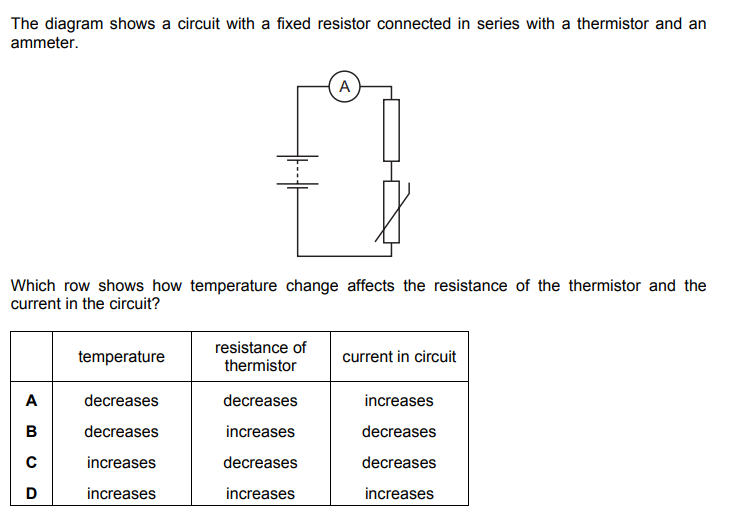 The diagram shows a circuit with a fixed resistor connected in series with a thermistor and an
ammeter.
A
Which row shows how temperature change affects the resistance of the thermistor and the
current in the circuit?
temperature resistance of thermistor current in circuit
A decreases decreases increases
B decreases increases decreases
C increases decreases decreases
D increases increases increases